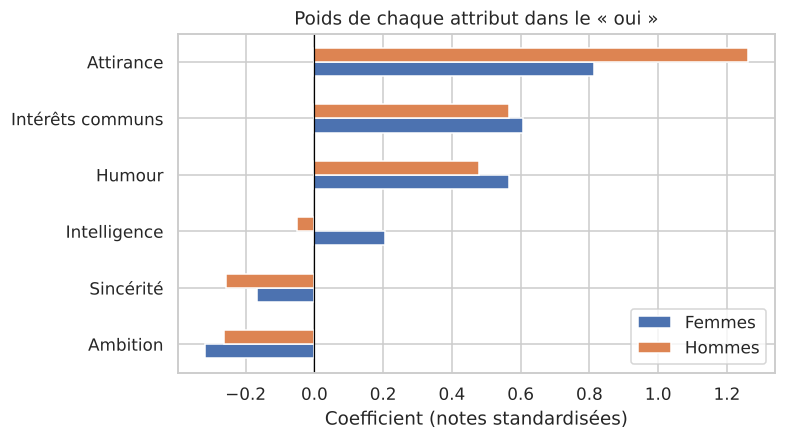 Poids de chaque attribut dans le « oui »
Attirance
Intérêts communs
Humour
Intelligence
Sincérité
Ambition
Femmes
Hommes
−0.2 0.0 0.2 0.4 0.6 0.8 1.0 1.2
Coefficient (notes standardisées)